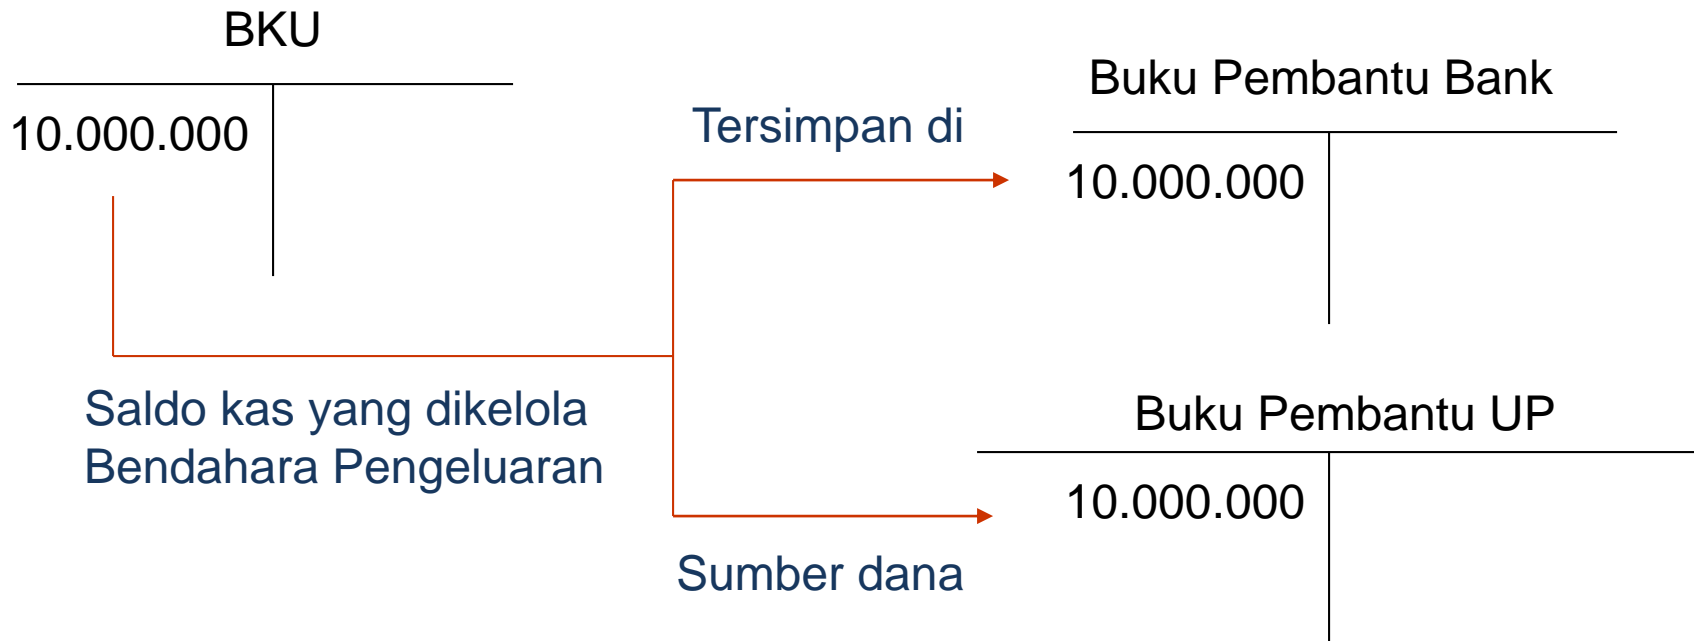 BKU
10.000.000
Saldo kas yang dikelola
Bendahara Pengeluaran
Tersimpan di
Buku Pembantu Bank
10.000.000
Sumber dana
Buku Pembantu UP
10.000.000